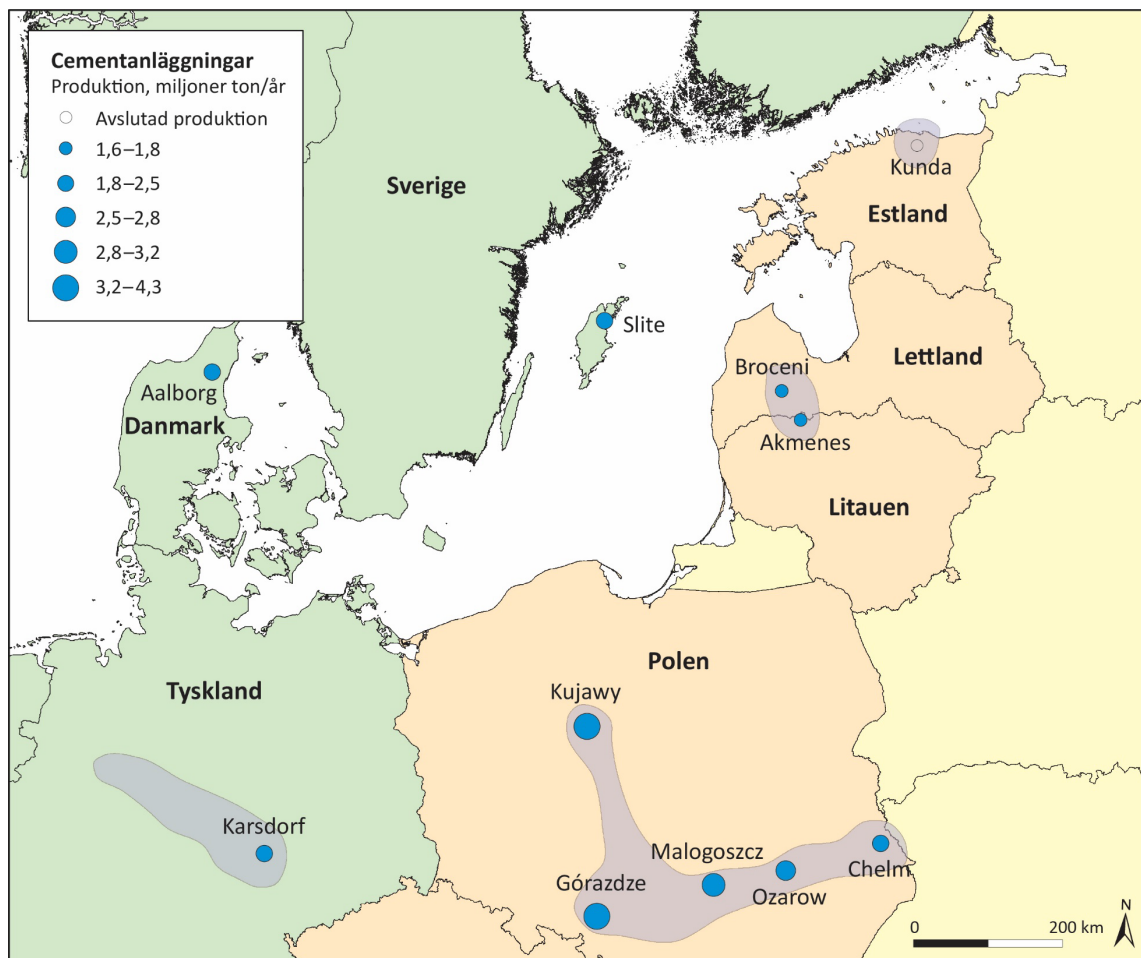 Cementanläggningar
Produktion, miljoner ton/år
Avslutad produktion
1,6–1,8
1,8–2,5
2,5–2,8
2,8–3,2
3,2–4,3
Kunda
Sverige
Estland
Slite
Lettland
Broceni
Aalborg
Danmark
Akmenes
Litauen
Polen
Tyskland
Kujawy
Karsdorf
Malogoszcz
Chelm
Górazdze
Ozarow
N
0 200 km